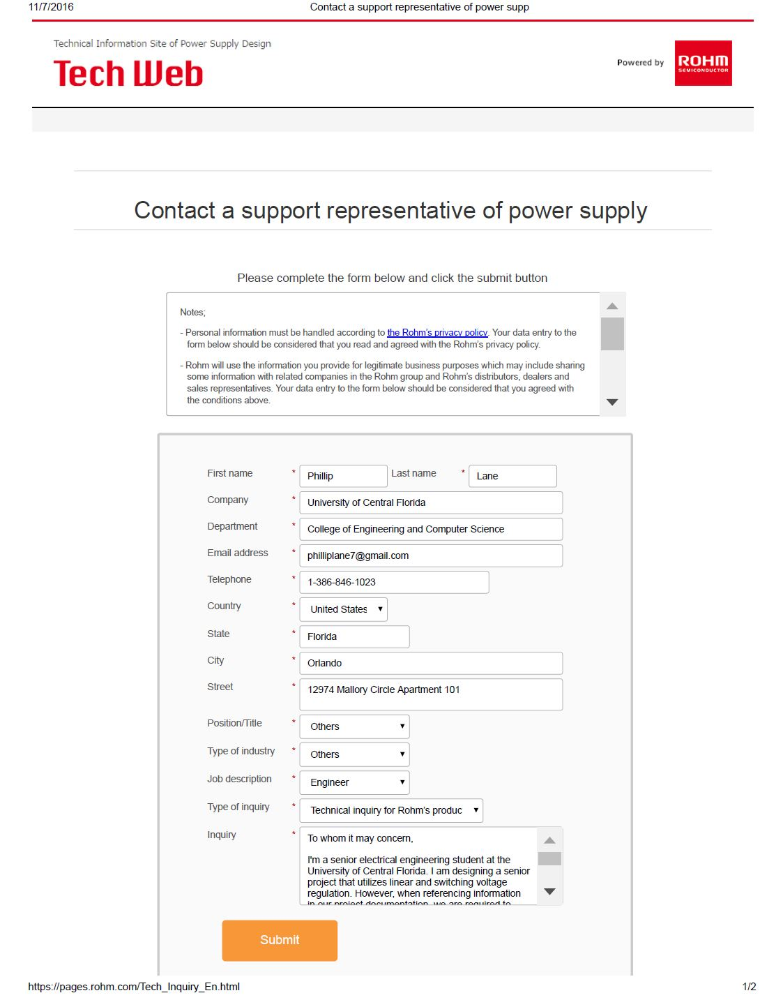 11/7/2016 Contact a support representative of power supp
Technical Information Site of Power Supply Design
Tech Web
Powered by ROHM SEMICONDUCTOR
Contact a support representative of power supply
Please complete the form below and click the submit button
Notes;
- Personal information must be handled according to the Rohm's privacy policy. Your data entry to the
form below should be considered that you read and agreed with the Rohm's privacy policy.
- Rohm will use the information you provide for legitimate business purposes which may include sharing
some information with related companies in the Rohm group and Rohm's distributors, dealers and
sales representatives. Your data entry to the form below should be considered that you agreed with
the conditions above.
First name * Phillip Last name * Lane
Company * University of Central Florida
Department * College of Engineering and Computer Science
Email address * philliplane7@gmail.com
Telephone * 1-386-846-1023
Country * United States
State * Florida
City * Orlando
Street * 12974 Mallory Circle Apartment 101
Position/Title * Others
Type of industry * Others
Job description * Engineer
Type of inquiry * Technical inquiry for Rohm's produc
Inquiry * To whom it may concern,
I'm a senior electrical engineering student at the
University of Central Florida. I am designing a senior
project that utilizes linear and switching voltage
regulation. However, when referencing information
in our project documentation, we are required to
Submit
https://pages.rohm.com/Tech_Inquiry_En.html 1/2